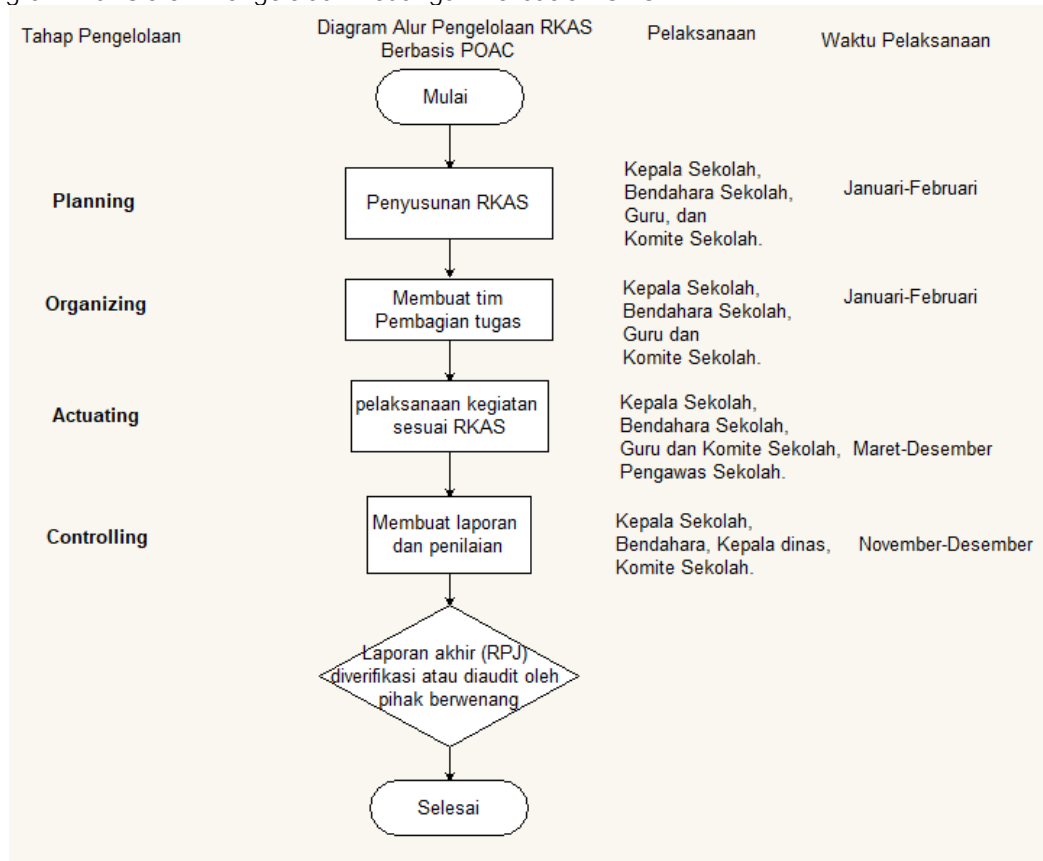 Tahap Pengelolaan
Diagram Alur Pengelolaan RKAS
Berbasis POAC
Pelaksanaan
Waktu Pelaksanaan
Mulai
Planning
Penyusunan RKAS
Kepala Sekolah,
Bendahara Sekolah,
Guru, dan
Komite Sekolah.
Januari-Februari
Organizing
Membuat tim
Pembagian tugas
Kepala Sekolah,
Bendahara Sekolah,
Guru dan
Komite Sekolah.
Januari-Februari
Actuating
pelaksanaan kegiatan
sesuai RKAS
Kepala Sekolah,
Bendahara Sekolah,
Guru dan Komite Sekolah,
Pengawas Sekolah.
Maret-Desember
Controlling
Membuat laporan
dan penilaian
Kepala Sekolah,
Bendahara, Kepala dinas,
Komite Sekolah.
November-Desember
Laporan akhir (RPJ)
diverifikasi atau diaudit oleh
pihak berwenang
Selesai